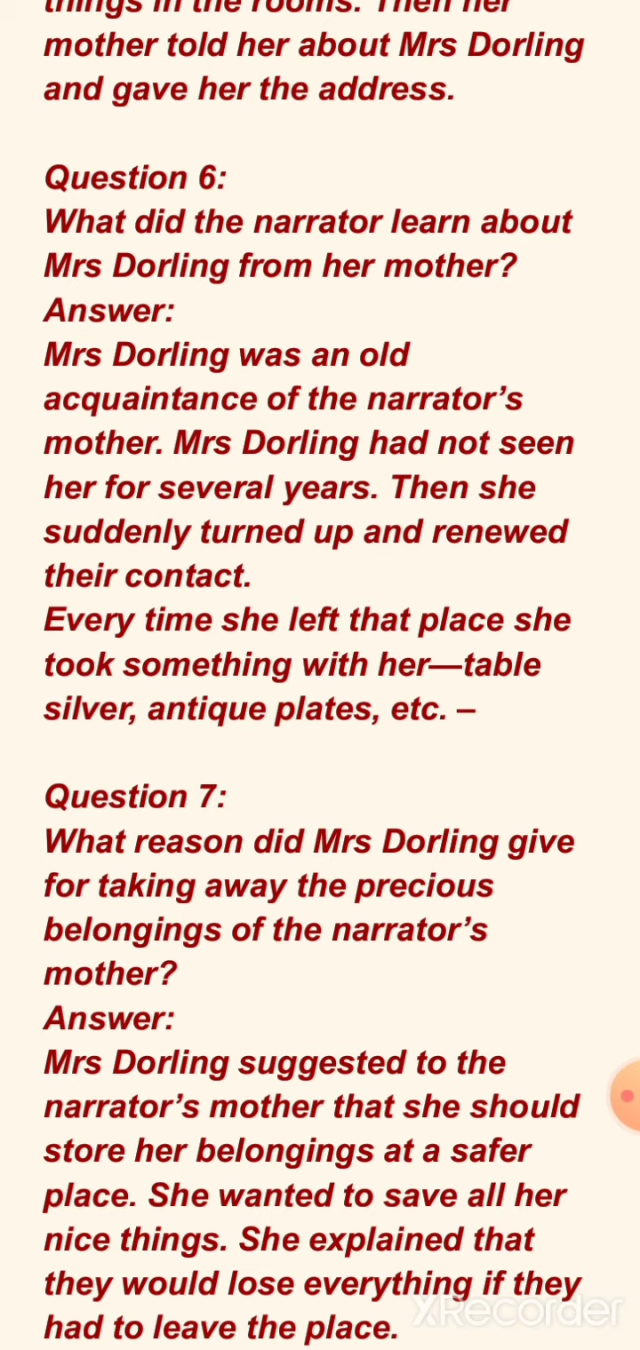 things in the rooms. Then her
mother told her about Mrs Dorling
and gave her the address.
Question 6:
What did the narrator learn about
Mrs Dorling from her mother?
Answer:
Mrs Dorling was an old
acquaintance of the narrator’s
mother. Mrs Dorling had not seen
her for several years. Then she
suddenly turned up and renewed
their contact.
Every time she left that place she
took something with her—table
silver, antique plates, etc. –
Question 7:
What reason did Mrs Dorling give
for taking away the precious
belongings of the narrator’s
mother?
Answer:
Mrs Dorling suggested to the
narrator’s mother that she should
store her belongings at a safer
place. She wanted to save all her
nice things. She explained that
they would lose everything if they
had to leave the place.
XRecorder